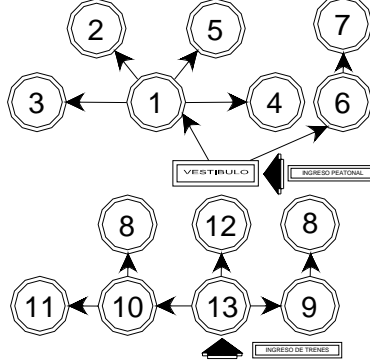 2 5 7
3 1 4 6
VESTIBULO INGRESO PEATONAL
8 12 8
11 10 13 9
INGRESO DE TRENES